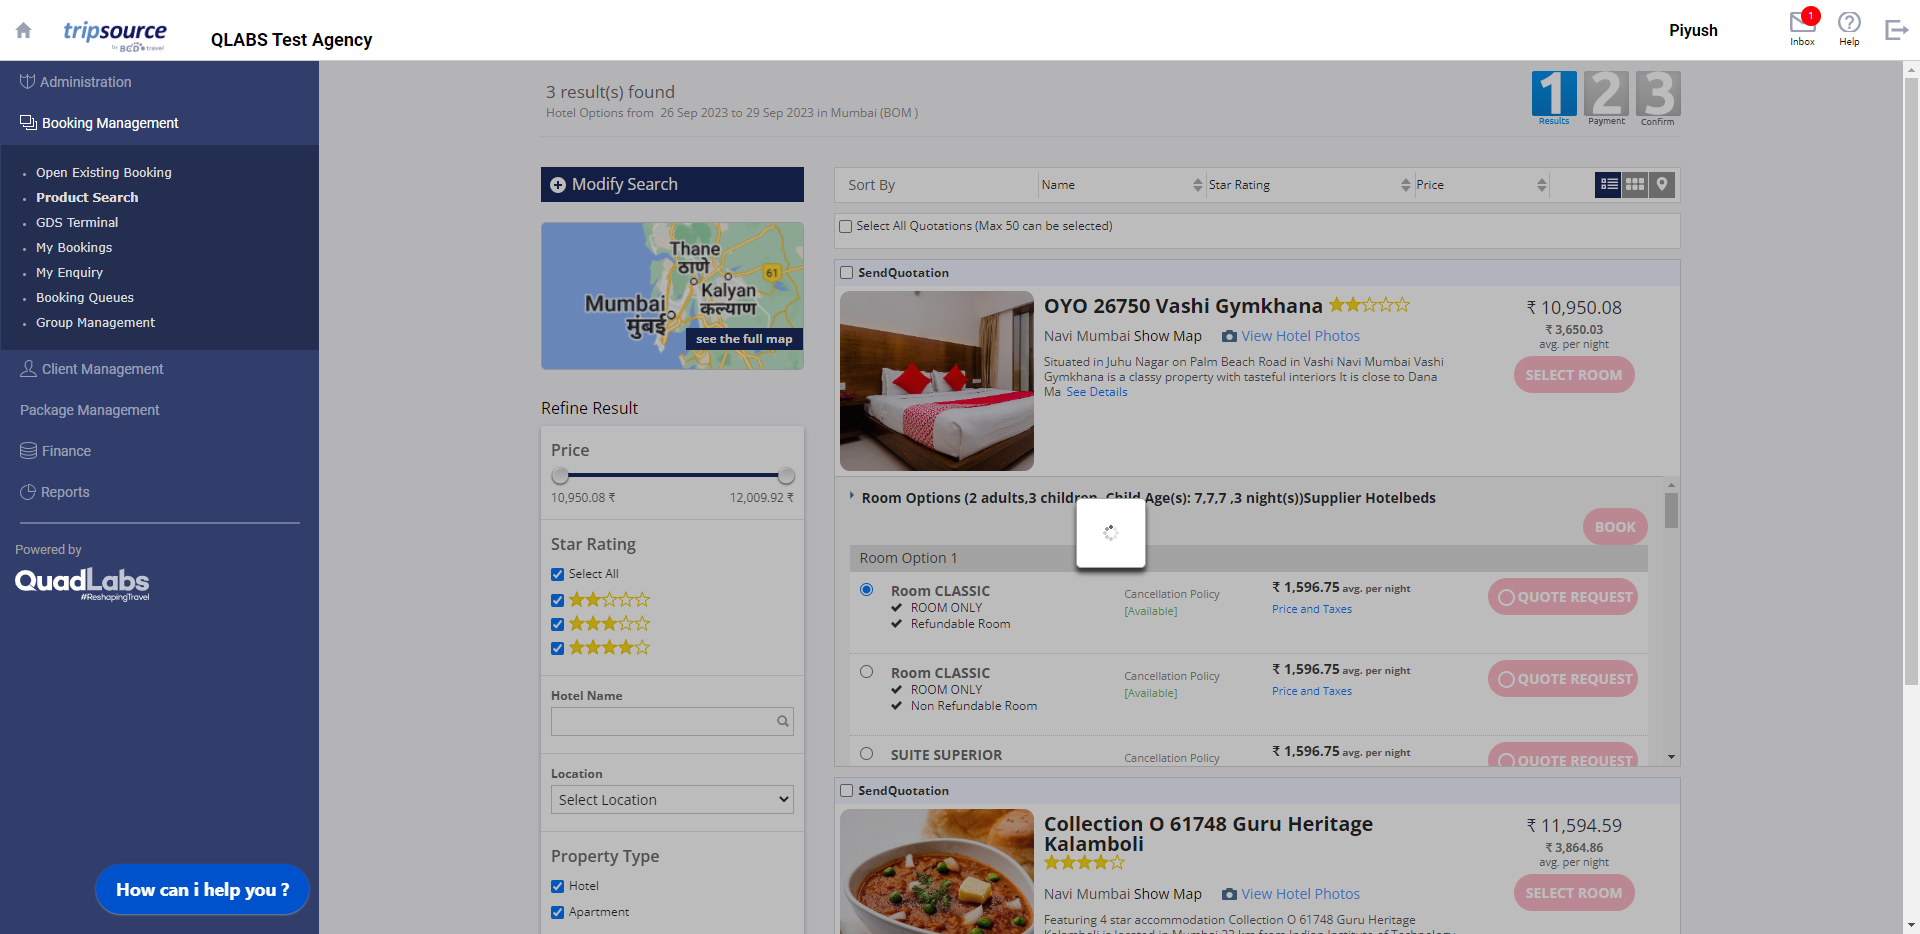 tripsource
by BCD travel
QLABS Test Agency
Piyush
1
Inbox
Help
Administration
Booking Management
Open Existing Booking
Product Search
GDS Terminal
My Bookings
My Enquiry
Booking Queues
Group Management
Client Management
Package Management
Finance
Reports
Powered by
QuadLabs
#ReshapingTravel
How can i help you ?
3 result(s) found
Hotel Options from 26 Sep 2023 to 29 Sep 2023 in Mumbai (BOM )
1 Results
2 Payment
3 Confirm
Modify Search
Thane
ठाणे
61
Kalyan
कल्याण
Mumbai
मुंबई
see the full map
Refine Result
Price
10,950.08 ₹ 12,009.92 ₹
Star Rating
Select All
Hotel Name
Location
Select Location
Property Type
Hotel
Apartment
Sort By Name Star Rating Price
Select All Quotations (Max 50 can be selected)
SendQuotation
OYO 26750 Vashi Gymkhana
Navi Mumbai Show Map View Hotel Photos
Situated in Juhu Nagar on Palm Beach Road in Vashi Navi Mumbai Vashi
Gymkhana is a classy property with tasteful interiors It is close to Dana
Ma See Details
₹ 10,950.08
₹ 3,650.03
avg. per night
SELECT ROOM
Room Options (2 adults,3 children Child Age(s): 7,7,7 ,3 night(s))Supplier Hotelbeds
BOOK
Room Option 1
Room CLASSIC
ROOM ONLY
Refundable Room
Cancellation Policy
[Available]
₹ 1,596.75 avg. per night
Price and Taxes
QUOTE REQUEST
Room CLASSIC
ROOM ONLY
Non Refundable Room
Cancellation Policy
[Available]
₹ 1,596.75 avg. per night
Price and Taxes
QUOTE REQUEST
SUITE SUPERIOR
Cancellation Policy
₹ 1,596.75 avg. per night
QUOTE REQUEST
SendQuotation
Collection O 61748 Guru Heritage
Kalamboli
Navi Mumbai Show Map View Hotel Photos
Featuring 4 star accommodation Collection O 61748 Guru Heritage
Kalamboli is located in Mumbai 23 km from Indian Institute of Technology
₹ 11,594.59
₹ 3,864.86
avg. per night
SELECT ROOM